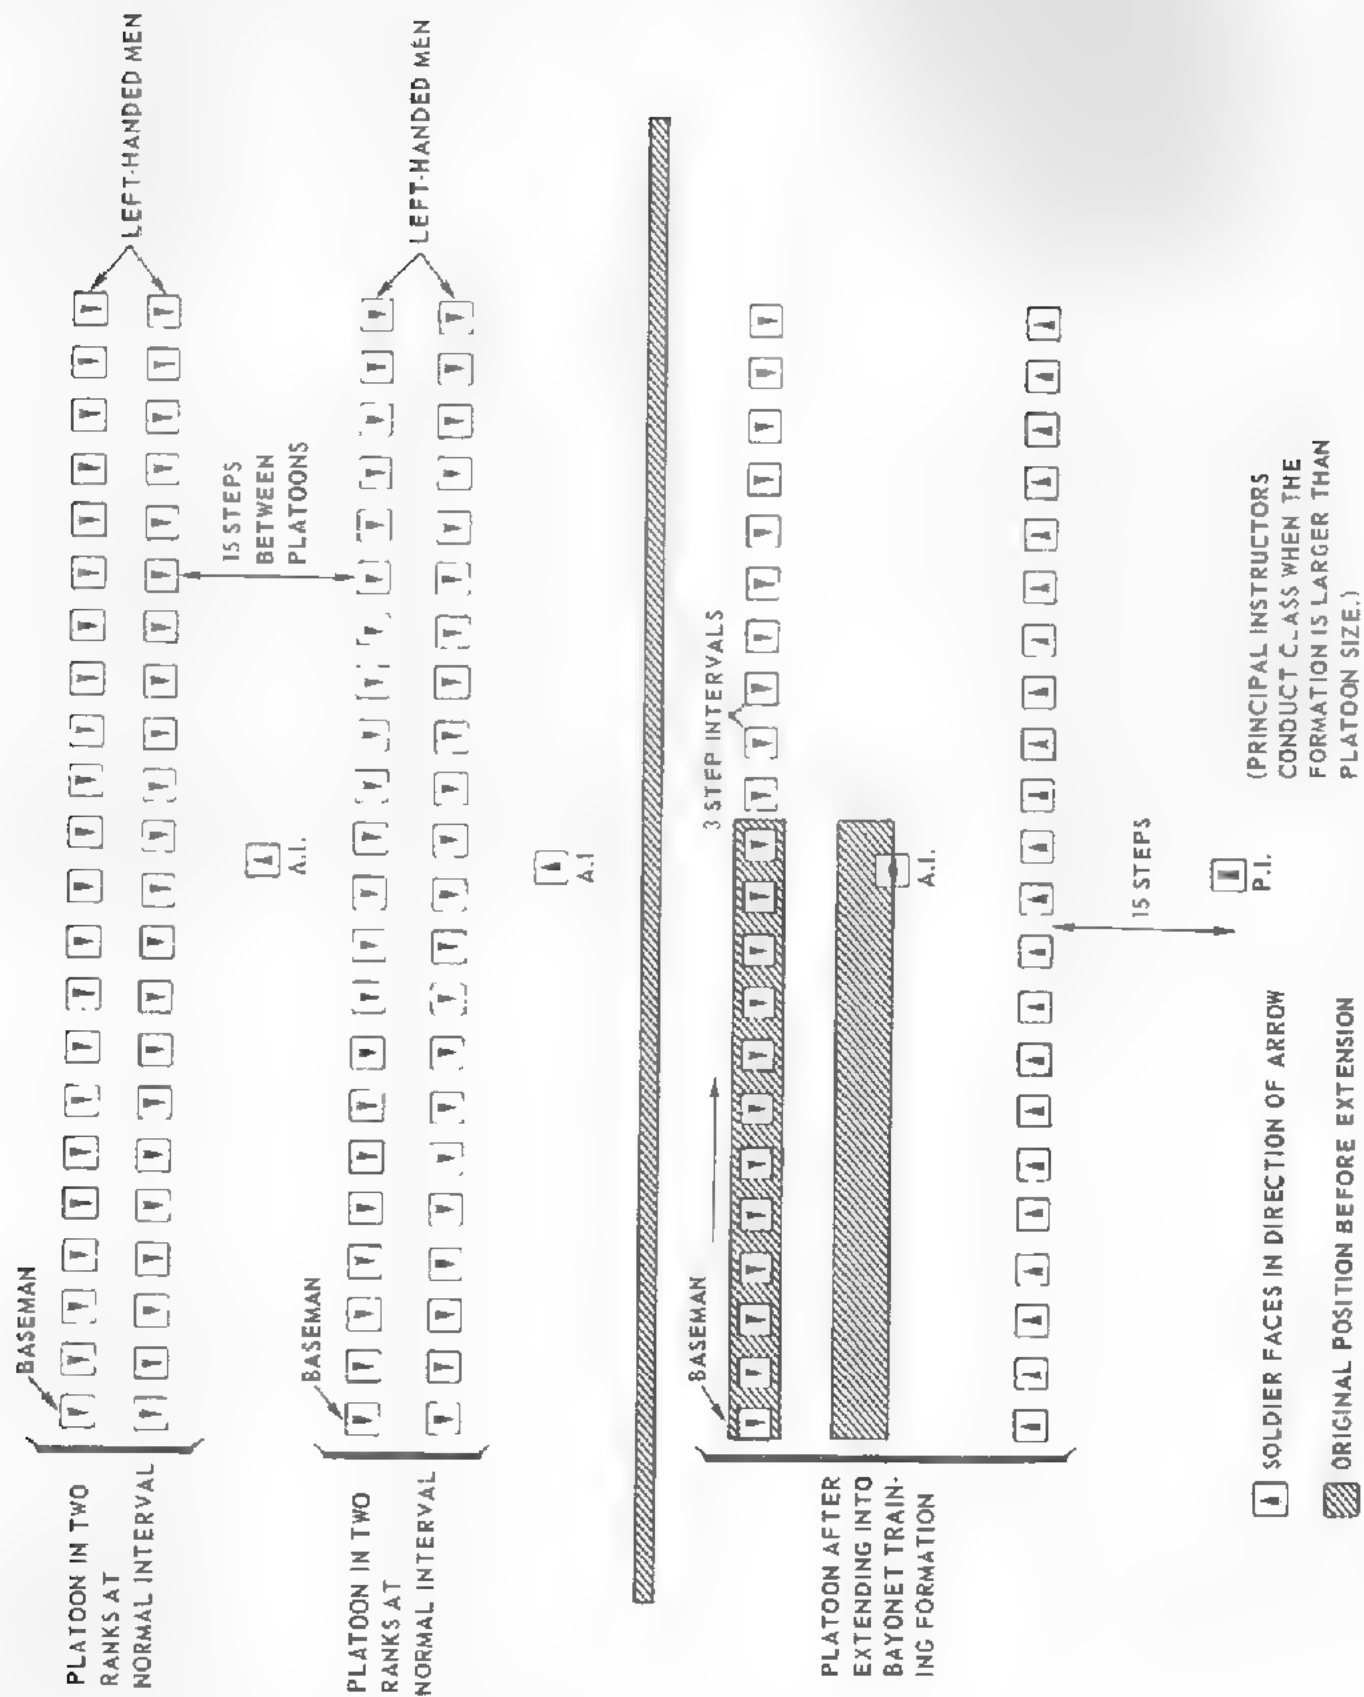 BASEMAN
LEFT-HANDED MEN
PLATOON IN TWO
RANKS AT
NORMAL INTERVAL
15 STEPS
BETWEEN
PLATOONS
A.I.
BASEMAN
LEFT-HANDED MEN
PLATOON IN TWO
RANKS AT
NORMAL INTERVAL
A.I
BASEMAN
3 STEP INTERVALS
PLATOON AFTER
EXTENDING INTO
BAYONET TRAIN-
ING FORMATION
A.I.
15 STEPS
P.I.
(PRINCIPAL INSTRUCTORS
CONDUCT CLASS WHEN THE
FORMATION IS LARGER THAN
PLATOON SIZE.)
SOLDIER FACES IN DIRECTION OF ARROW
ORIGINAL POSITION BEFORE EXTENSION